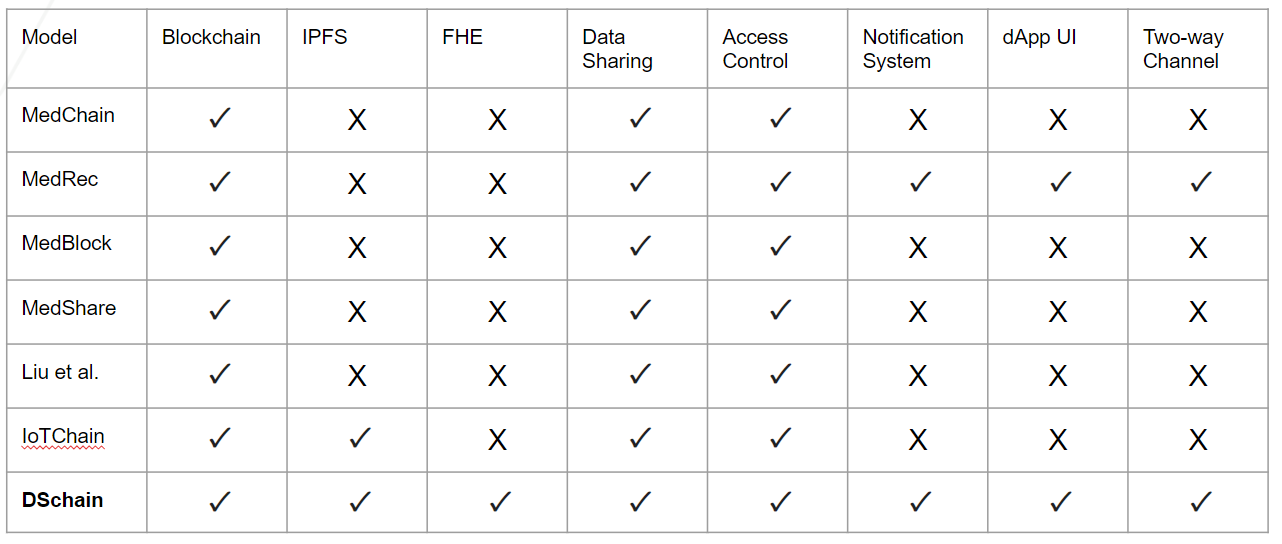 Model Blockchain IPFS FHE Data Sharing Access Control Notification System dApp UI Two-way Channel
MedChain ✓ X X ✓ ✓ X X X
MedRec ✓ X X ✓ ✓ ✓ ✓ ✓
MedBlock ✓ X X ✓ ✓ X X X
MedShare ✓ X X ✓ ✓ X X X
Liu et al. ✓ X X ✓ ✓ X X X
IoTChain ✓ ✓ X ✓ ✓ X X X
DSchain ✓ ✓ ✓ ✓ ✓ ✓ ✓ ✓